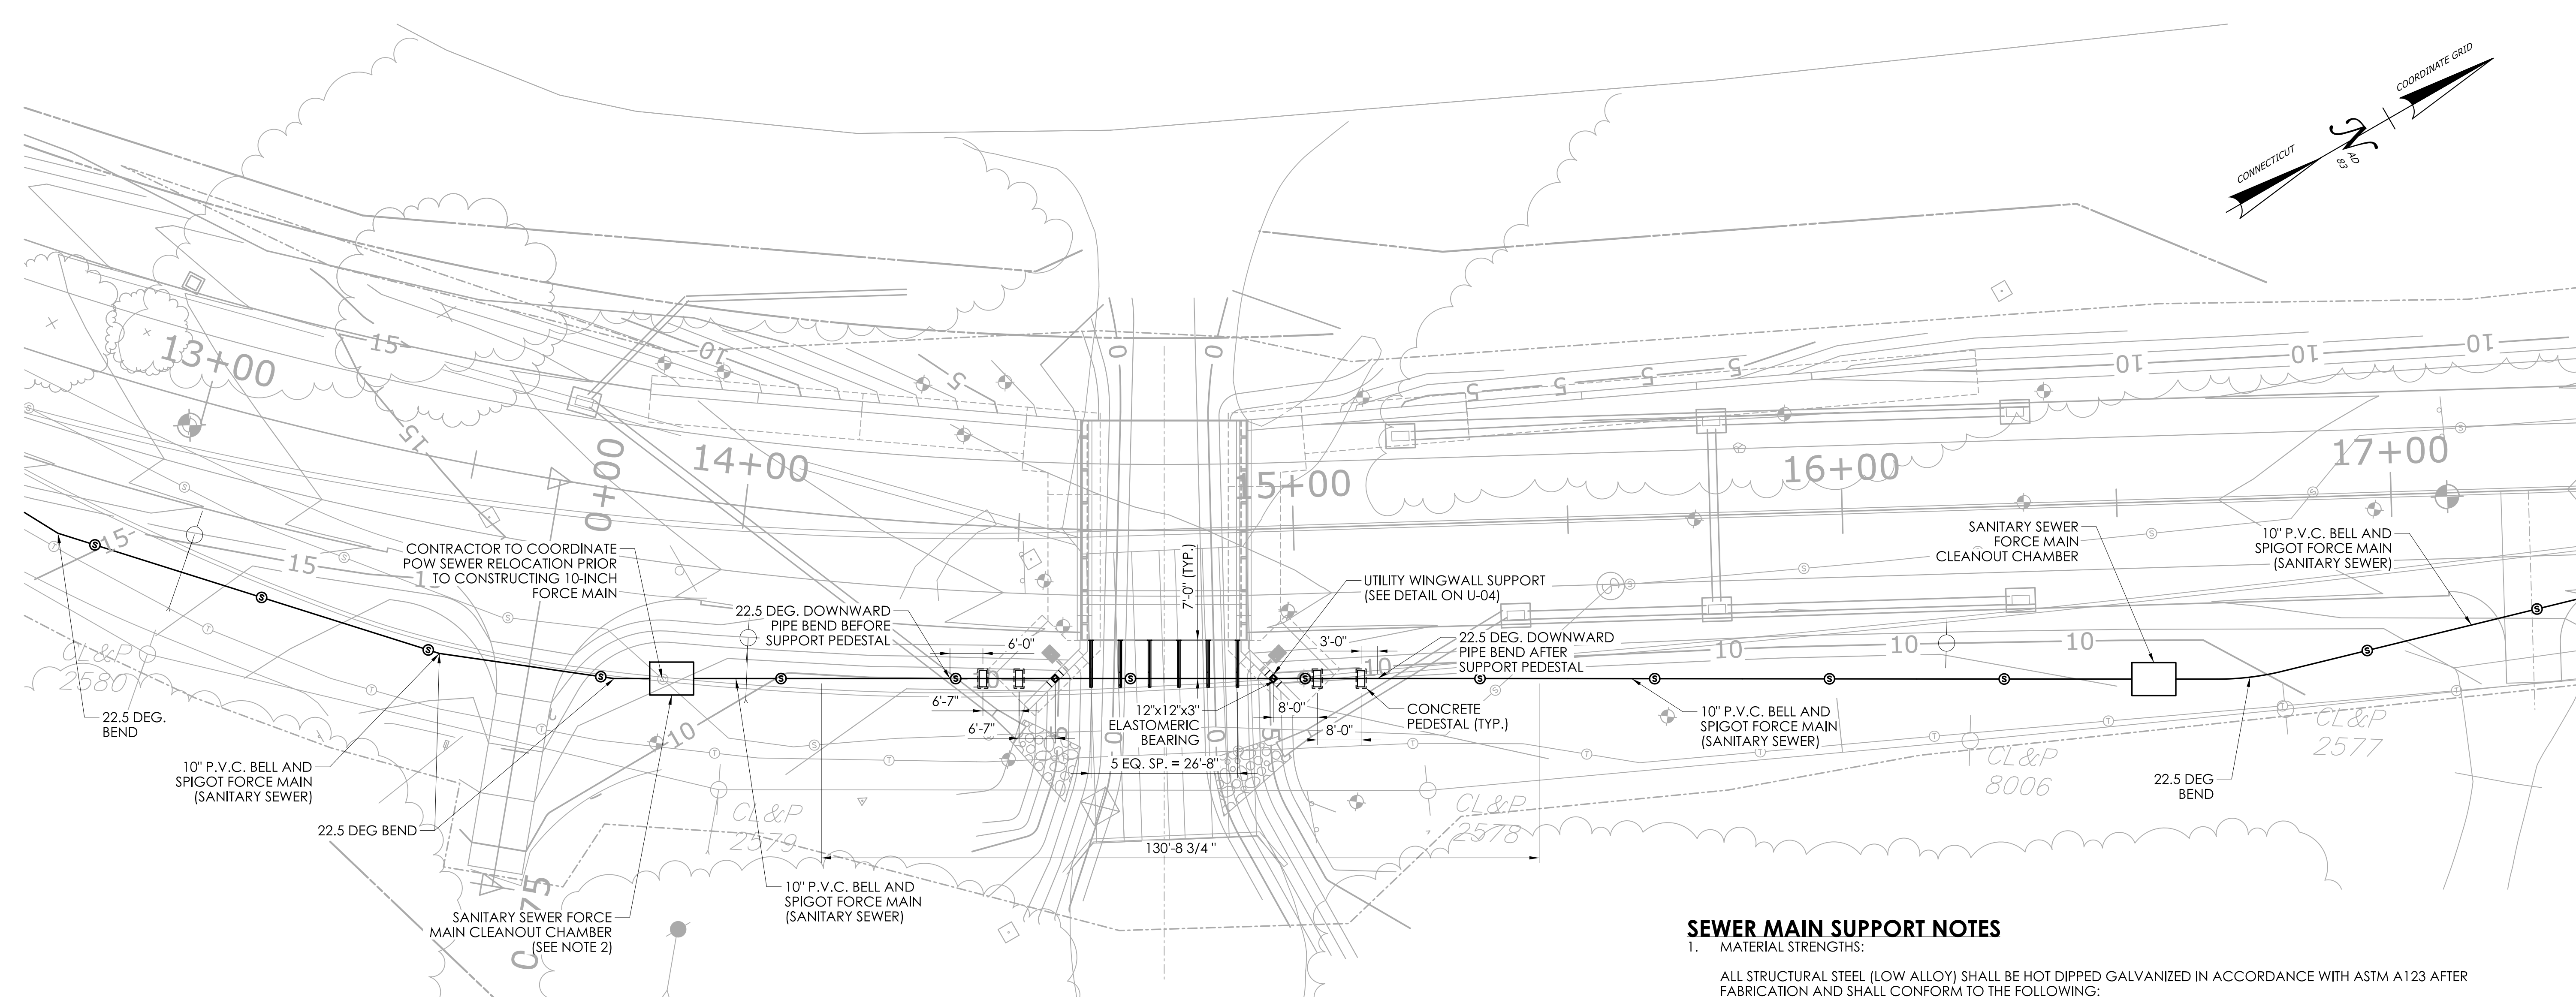 COORDINATE GRID
N
AD
83
CONNECTICUT
13+00
15
10
5
0
0
5
5
5
5
10
10
10
15
0+00
14+00
15+00
16+00
17+00
15
15
CONTRACTOR TO COORDINATE
POW SEWER RELOCATION PRIOR
TO CONSTRUCTING 10-INCH
FORCE MAIN
22.5 DEG. DOWNWARD
PIPE BEND BEFORE
SUPPORT PEDESTAL
6'-0"
7'-0" (TYP.)
UTILITY WINGWALL SUPPORT
(SEE DETAIL ON U-04)
3'-0"
22.5 DEG. DOWNWARD
PIPE BEND AFTER
SUPPORT PEDESTAL
SANITARY SEWER
FORCE MAIN
CLEANOUT CHAMBER
10" P.V.C. BELL AND
SPIGOT FORCE MAIN
(SANITARY SEWER)
10
10
10
10
CL&P
2580
22.5 DEG.
BEND
6'-7"
6'-7"
12"x12"x3"
ELASTOMERIC
BEARING
8'-0"
8'-0"
CONCRETE
PEDESTAL (TYP.)
10" P.V.C. BELL AND
SPIGOT FORCE MAIN
(SANITARY SEWER)
CL&P
2577
CL&P
8006
22.5 DEG
BEND
10" P.V.C. BELL AND
SPIGOT FORCE MAIN
(SANITARY SEWER)
10
0
0
5
5 EQ. SP. = 26'-8"
22.5 DEG BEND
CL&P
2579
CL&P
2578
130'-8 3/4 "
10" P.V.C. BELL AND
SPIGOT FORCE MAIN
(SANITARY SEWER)
SANITARY SEWER FORCE
MAIN CLEANOUT CHAMBER
(SEE NOTE 2)
SEWER MAIN SUPPORT NOTES
1. MATERIAL STRENGTHS:
ALL STRUCTURAL STEEL (LOW ALLOY) SHALL BE HOT DIPPED GALVANIZED IN ACCORDANCE WITH ASTM A123 AFTER
FABRICATION AND SHALL CONFORM TO THE FOLLOWING: